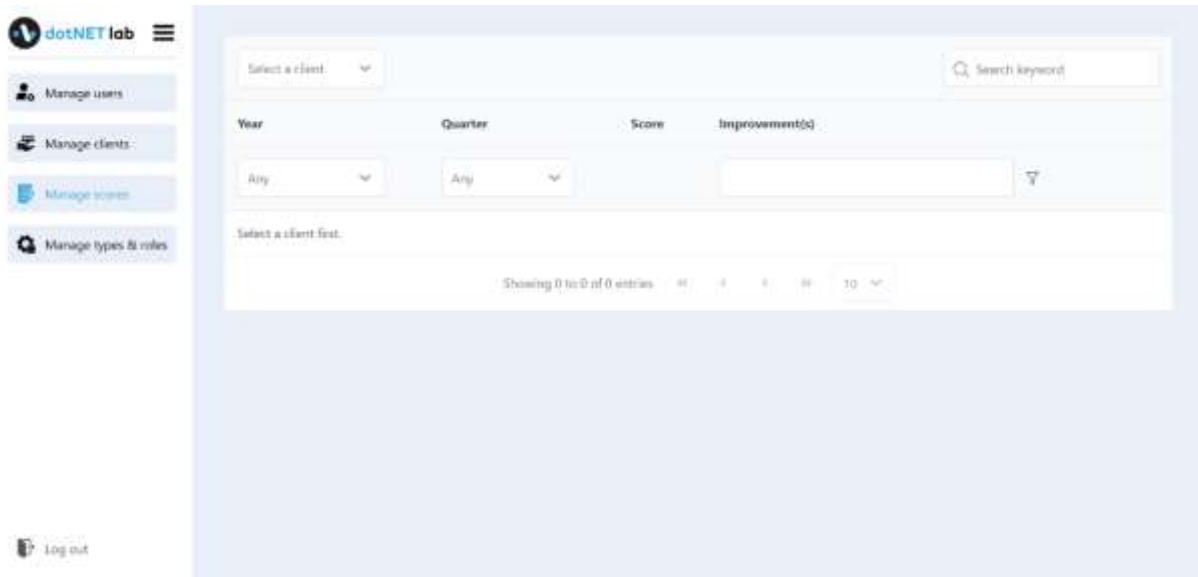 dotNET lab
Manage users
Manage clients
Manage scores
Manage types & roles
Log out
Select a client
Search keyword
Year Quarter Score Improvement(s)
Any Any
Select a client first.
Showing 0 to 0 of 0 entries « ‹ › » 10